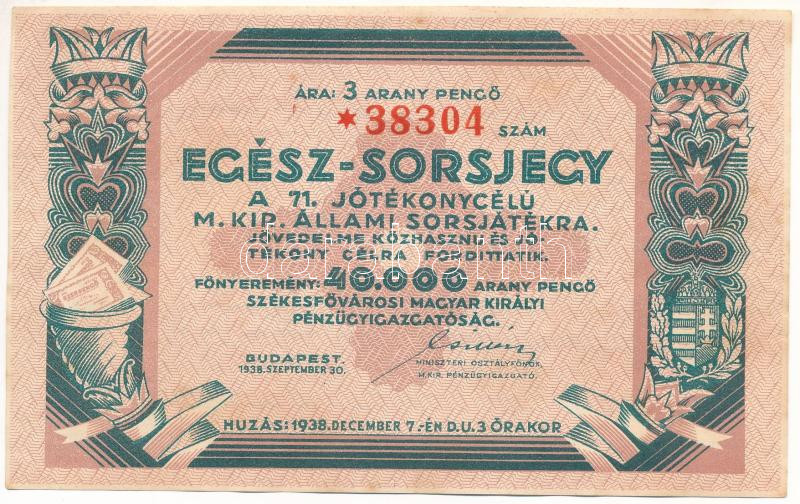 ÁRA: 3 ARANY PENGŐ
*38304 SZÁM
EGÉSZ-SORSJEGY
A 71. JÓTÉKONYCÉLÚ
M. KIR. ÁLLAMI SORSJÁTÉKRA.
JÖVEDELME KÖZHASZNÚ ÉS JÓ-
TÉKONY CÉLRA FORDITTATIK.
FŐNYEREMÉNY: 40.000 ARANY PENGŐ
SZÉKESFŐVÁROSI MAGYAR KIRÁLYI
PÉNZÜGYIGAZGATÓSÁG.
BUDAPEST.
1938. SZEPTEMBER 30.
MINISZTERI OSZTÁLYFŐNÖK,
M. KIR. PÉNZÜGYIGAZGATÓ.
HUZÁS: 1938. DECEMBER 7.-ÉN D.U. 3 ÓRAKOR